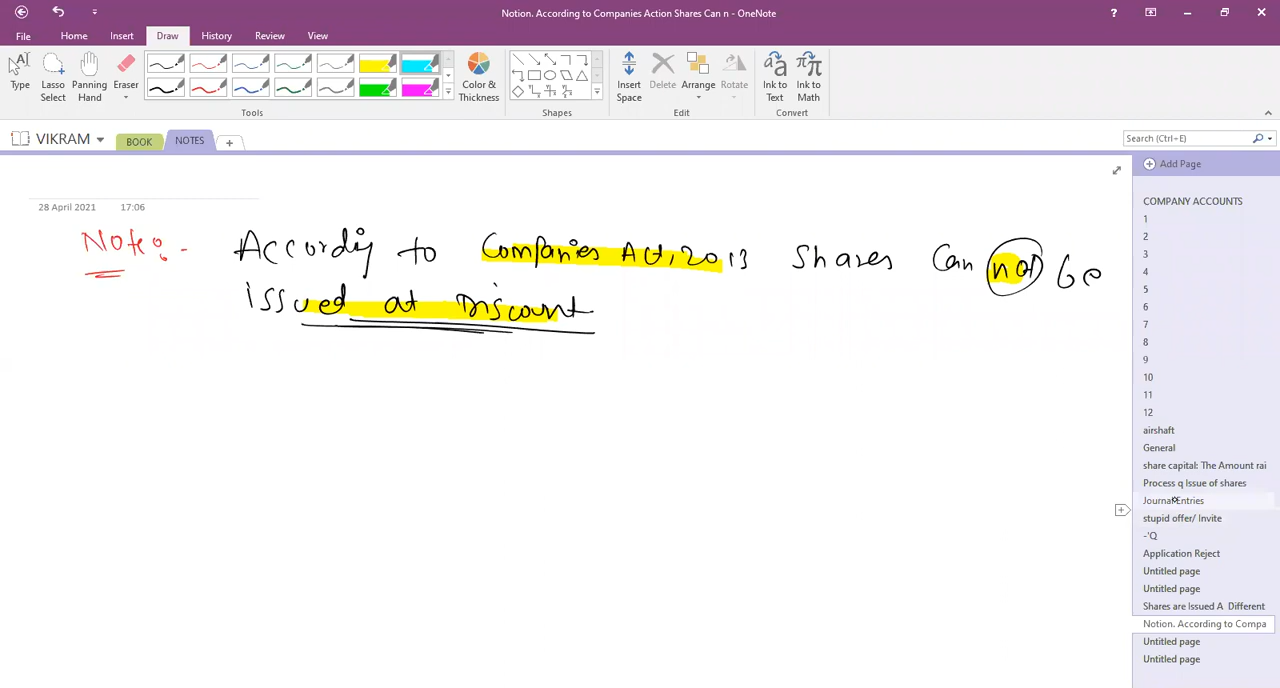 Notion. According to Companies Action Shares Can n - OneNote
File Home Insert Draw History Review View
Type
Lasso Select
Panning Hand
Eraser
Color & Thickness
Insert Space
Delete
Arrange
Rotate
Ink to Text
Ink to Math
Tools
Shapes
Edit
Convert
VIKRAM
BOOK
NOTES
Search (Ctrl+E)
28 April 2021 17:06
Note:- According to Companies Act, 2013 Shares Can not be
issued at Discount
Add Page
COMPANY ACCOUNTS
1
2
3
4
5
6
7
8
9
10
11
12
airshaft
General
share capital: The Amount rai
Process q Issue of shares
Journal Entries
stupid offer/ Invite
-'Q
Application Reject
Untitled page
Untitled page
Shares are Issued A Different
Notion. According to Compa
Untitled page
Untitled page